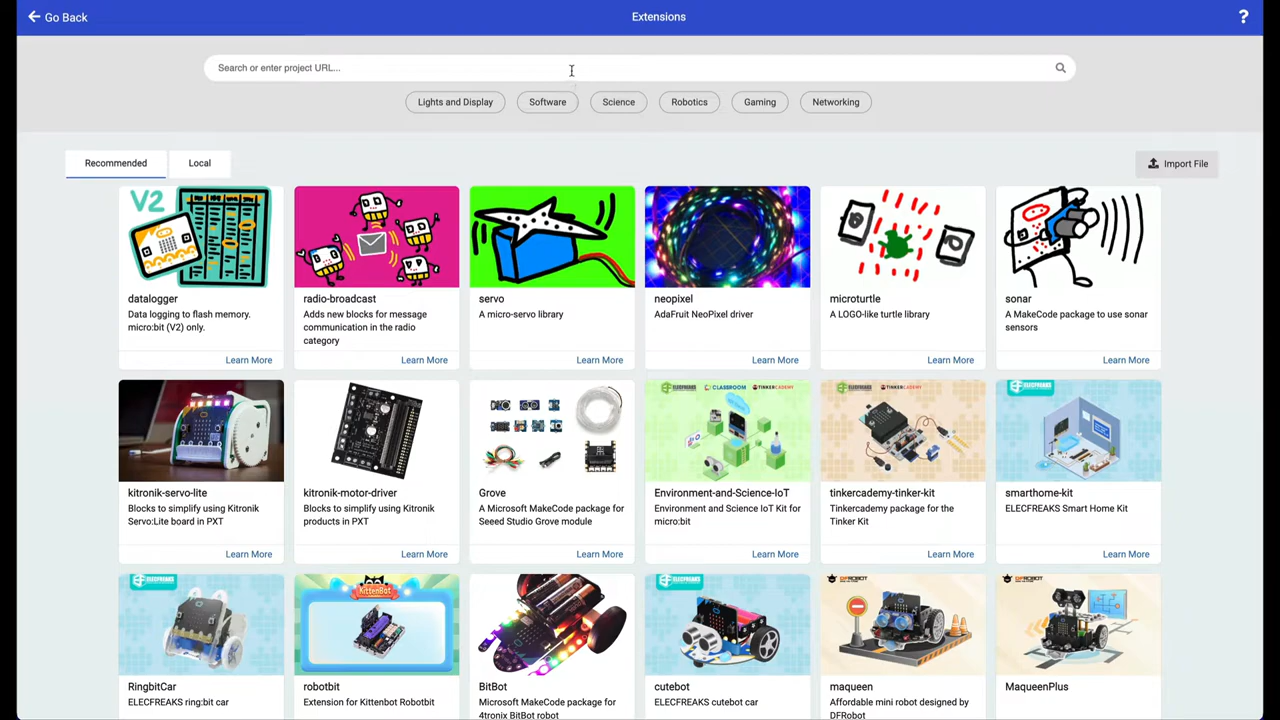 Go Back
Extensions
?
Search or enter project URL...
Lights and Display
Software
Science
Robotics
Gaming
Networking
Recommended
Local
Import File
V2
datalogger
Data logging to flash memory.
micro:bit (V2) only.
Learn More
radio-broadcast
Adds new blocks for message
communication in the radio
category
Learn More
servo
A micro-servo library
Learn More
neopixel
AdaFruit NeoPixel driver
Learn More
microturtle
A LOGO-like turtle library
Learn More
sonar
A MakeCode package to use sonar
sensors
Learn More
kitronik-servo-lite
Blocks to simplify using Kitronik
Servo:Lite board in PXT
Learn More
kitronik-motor-driver
Blocks to simplify using Kitronik
products in PXT
Learn More
Grove
A Microsoft MakeCode package for
Seeed Studio Grove module
Learn More
ELECFREAKS CLASSROOM TINKERCADEMY
Environment-and-Science-IoT
Environment and Science IoT Kit for
micro:bit
Learn More
ELECFREAKS TINKERCADEMY
tinkercademy-tinker-kit
Tinkercademy package for the
Tinker Kit
Learn More
ELECFREAKS
smarthome-kit
ELECFREAKS Smart Home Kit
Learn More
ELECFREAKS
RingbitCar
ELECFREAKS ring:bit car
KittenBot
robotbit
Extension for Kittenbot Robotbit
BitBot
Microsoft MakeCode package for
4tronix BitBot robot
ELECFREAKS
cutebot
ELECFREAKS cutebot car
DFROBOT
maqueen
Affordable mini robot designed by
DFRobot
DFROBOT
MaqueenPlus